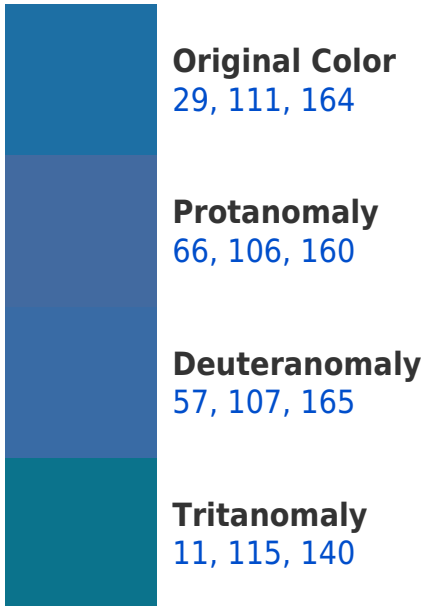 Original Color
29, 111, 164
Protanomaly
66, 106, 160
Deuteranomaly
57, 107, 165
Tritanomaly
11, 115, 140